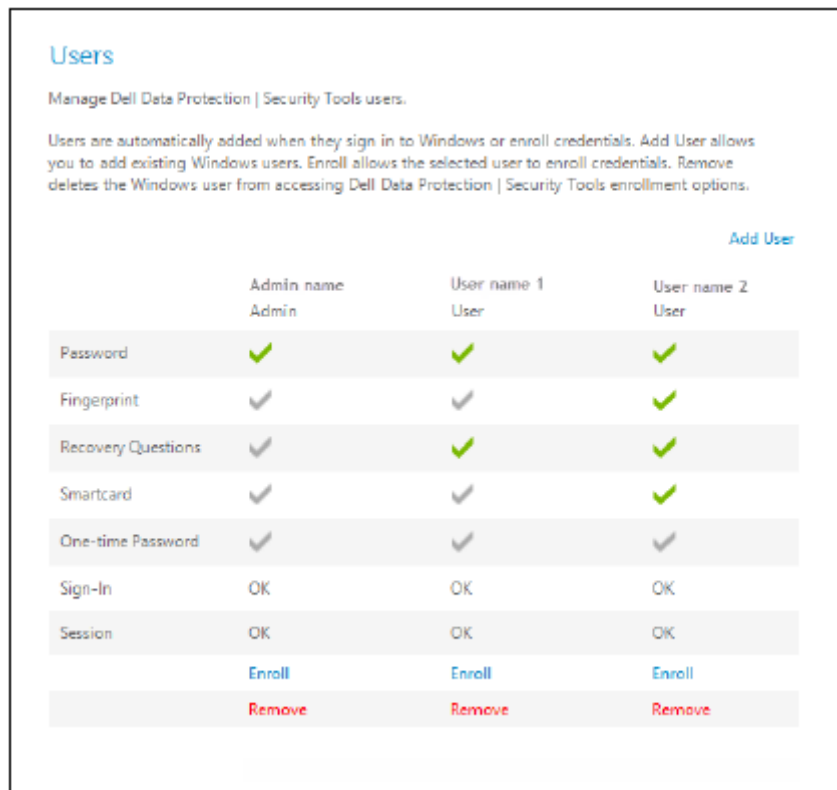 Users
Manage Dell Data Protection | Security Tools users.
Users are automatically added when they sign in to Windows or enroll credentials. Add User allows
you to add existing Windows users. Enroll allows the selected user to enroll credentials. Remove
deletes the Windows user from accessing Dell Data Protection | Security Tools enrollment options.
Add User
Admin name User name 1 User name 2
Admin User User
Password
Fingerprint
Recovery Questions
Smartcard
One-time Password
Sign-In OK OK OK
Session OK OK OK
Enroll Enroll Enroll
Remove Remove Remove